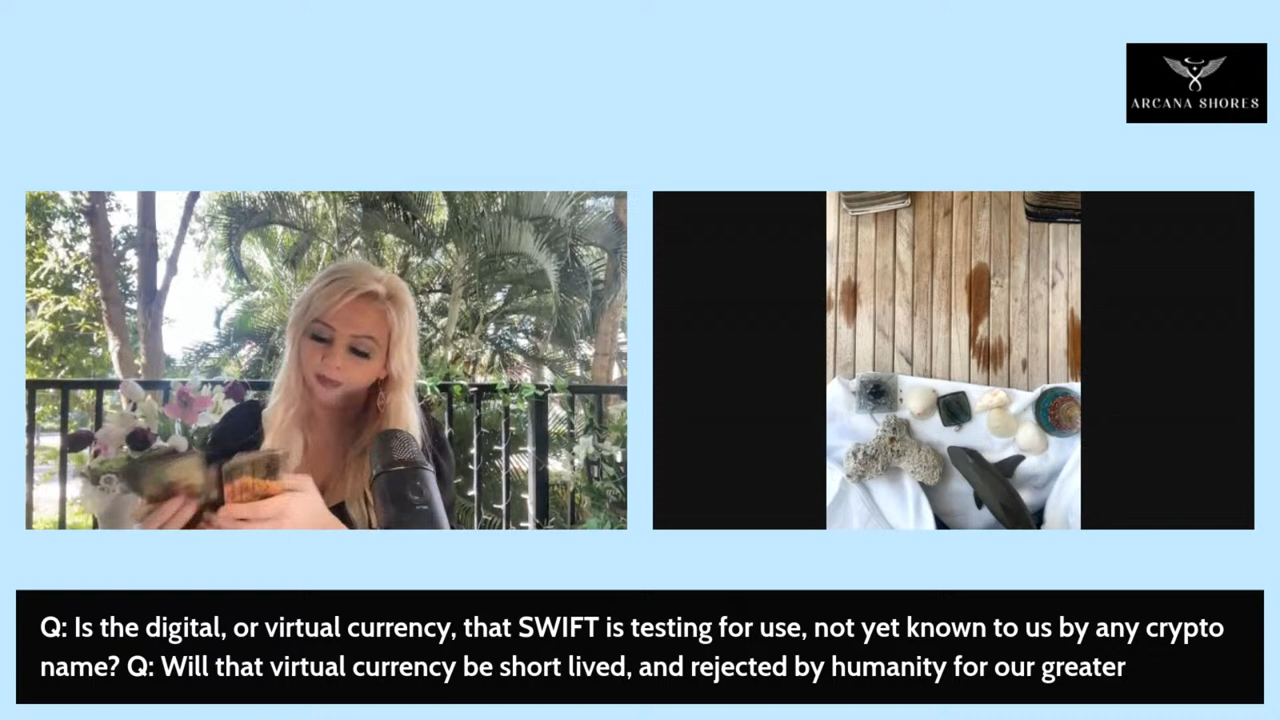 ARCANA SHORES
Q: Is the digital, or virtual currency, that SWIFT is testing for use, not yet known to us by any crypto
name? Q: Will that virtual currency be short lived, and rejected by humanity for our greater